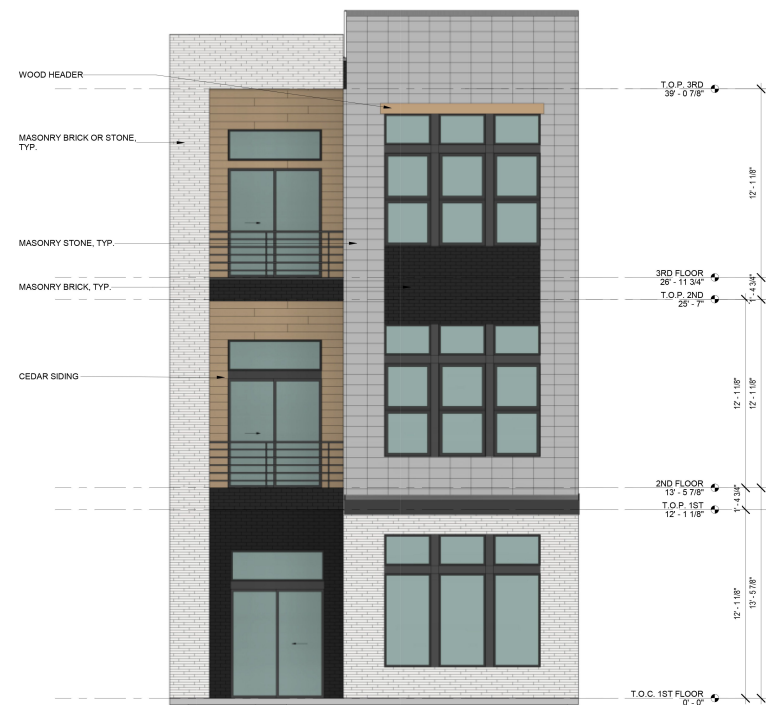 WOOD HEADER
MASONRY BRICK OR STONE,
TYP.
MASONRY STONE, TYP.
MASONRY BRICK, TYP.
CEDAR SIDING
T.O.P. 3RD
39' - 0 7/8"
12' - 1 1/8"
3RD FLOOR
26' - 11 3/4"
1' - 4 3/4"
T.O.P. 2ND
25' - 7"
12' - 1 1/8"
12' - 1 1/8"
2ND FLOOR
13' - 5 7/8"
1' - 4 3/4"
T.O.P. 1ST
12' - 1 1/8"
12' - 1 1/8"
13' - 5 7/8"
T.O.C. 1ST FLOOR
0' - 0"